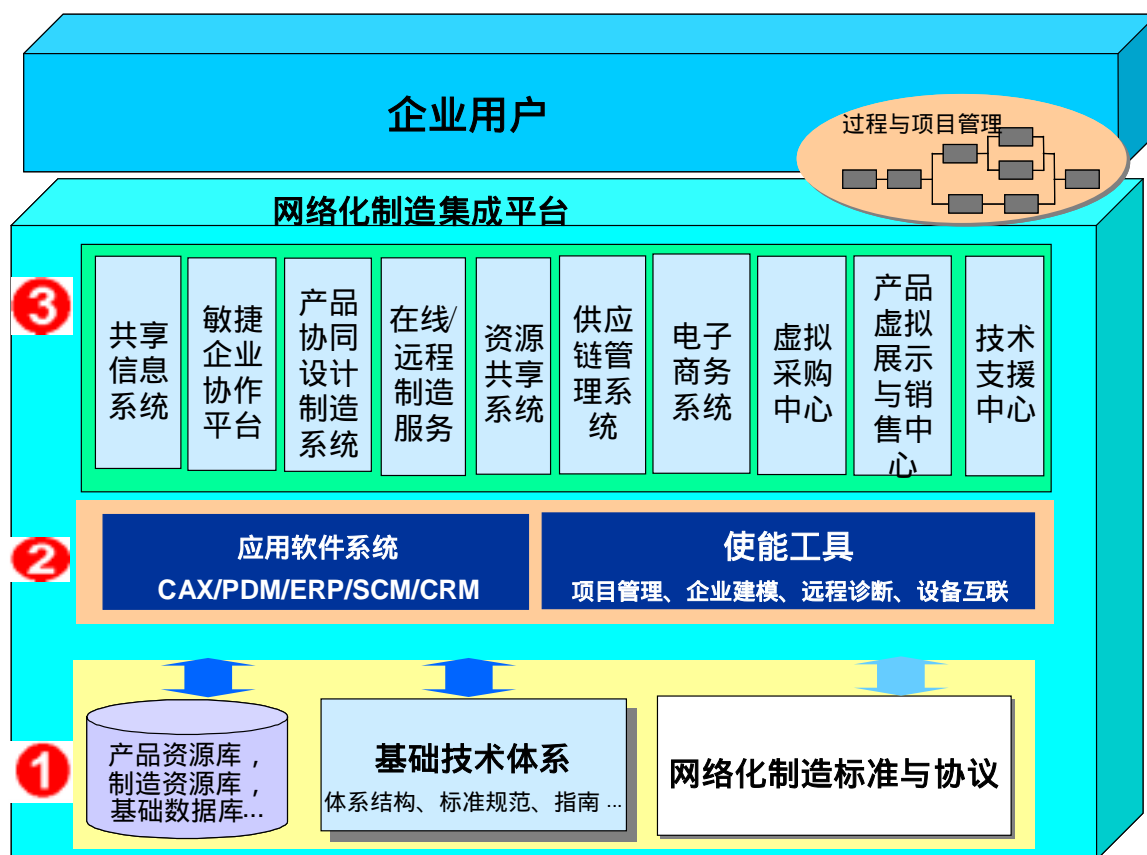 企业用户
过程与项目管理
网络化制造集成平台
3
共享
信息
系统
敏捷
企业
协作
平台
产品
协同
设计
制造
系统
在线/
远程
制造
服务
资源
共享
系统
供应
链管
理系
统
电子
商务
系统
虚拟
采购
中心
产品
虚拟
展示
与销
售中
心
技术
支援
中心
2
应用软件系统
CAX/PDM/ERP/SCM/CRM
使能工具
项目管理、企业建模、远程诊断、设备互联
1
产品资源库，
制造资源库，
基础数据库...
基础技术体系
体系结构、标准规范、指南 ...
网络化制造标准与协议